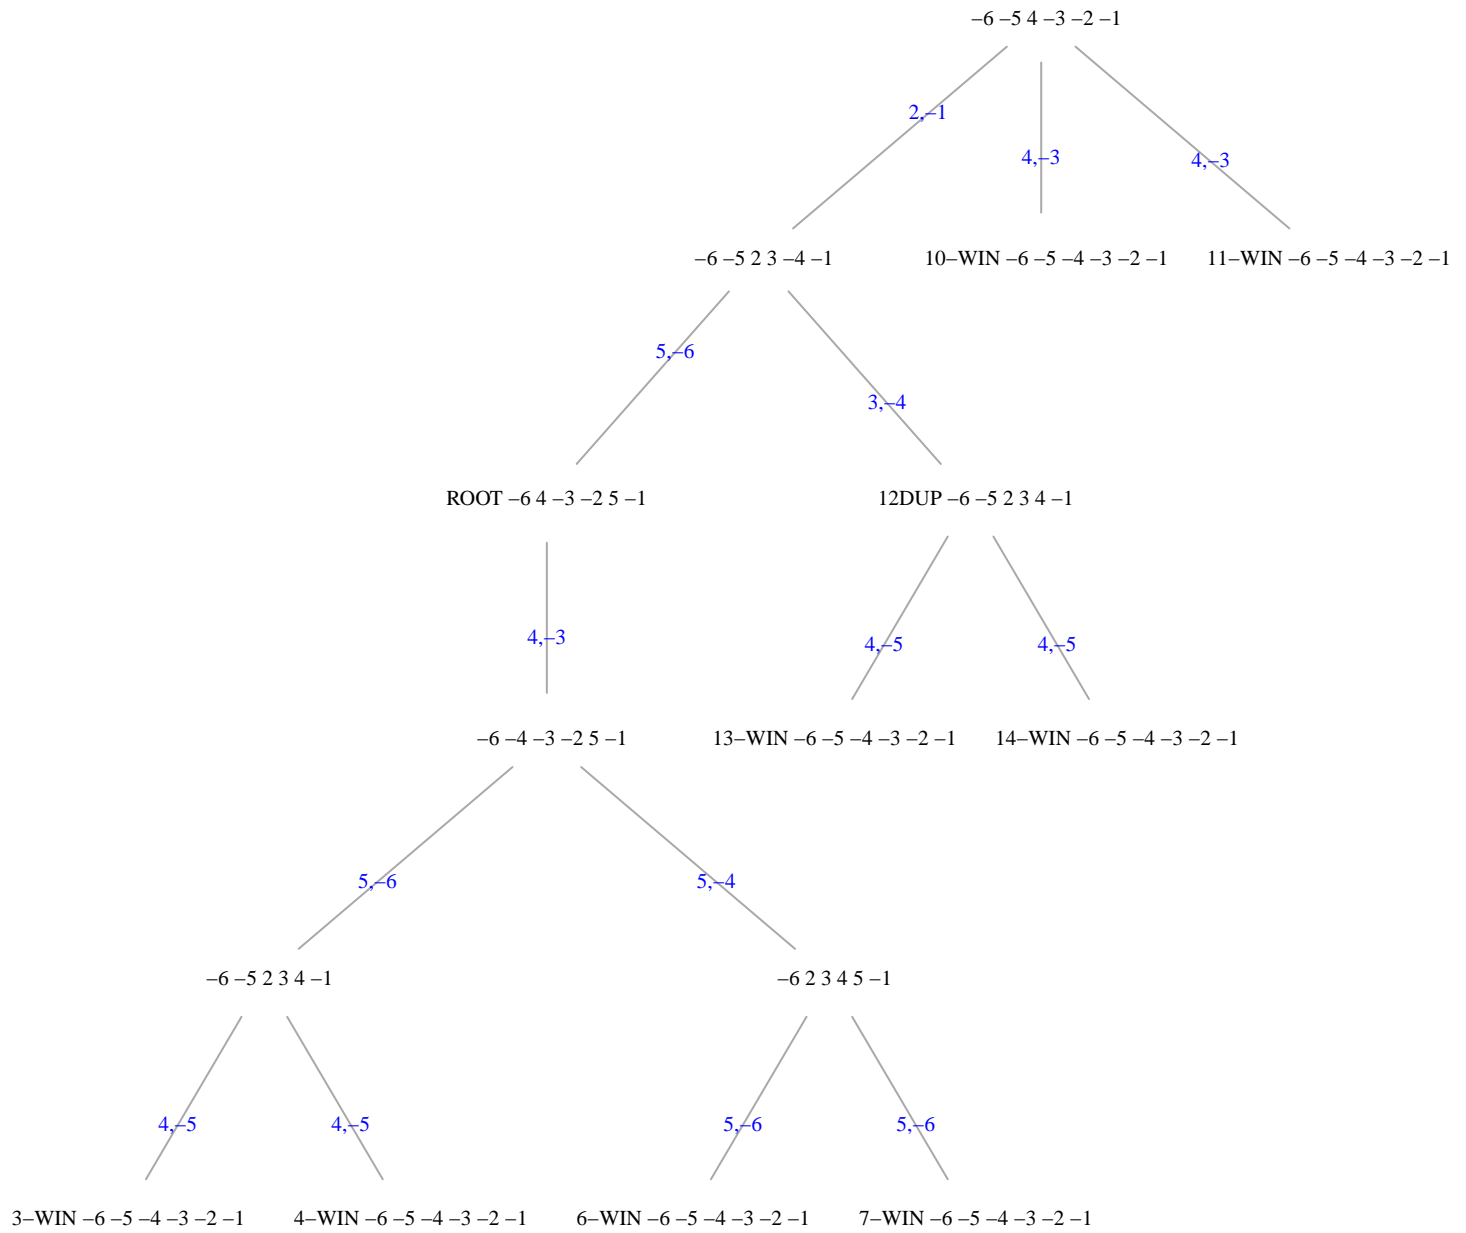 –6 –5 4 –3 –2 –1
2,–1
4,–3
4,–3
–6 –5 2 3 –4 –1
10–WIN –6 –5 –4 –3 –2 –1
11–WIN –6 –5 –4 –3 –2 –1
5,–6
3,–4
ROOT –6 4 –3 –2 5 –1
12DUP –6 –5 2 3 4 –1
4,–3
4,–5
4,–5
–6 –4 –3 –2 5 –1
13–WIN –6 –5 –4 –3 –2 –1
14–WIN –6 –5 –4 –3 –2 –1
5,–6
5,–4
–6 –5 2 3 4 –1
–6 2 3 4 5 –1
4,–5
4,–5
5,–6
5,–6
3–WIN –6 –5 –4 –3 –2 –1
4–WIN –6 –5 –4 –3 –2 –1
6–WIN –6 –5 –4 –3 –2 –1
7–WIN –6 –5 –4 –3 –2 –1